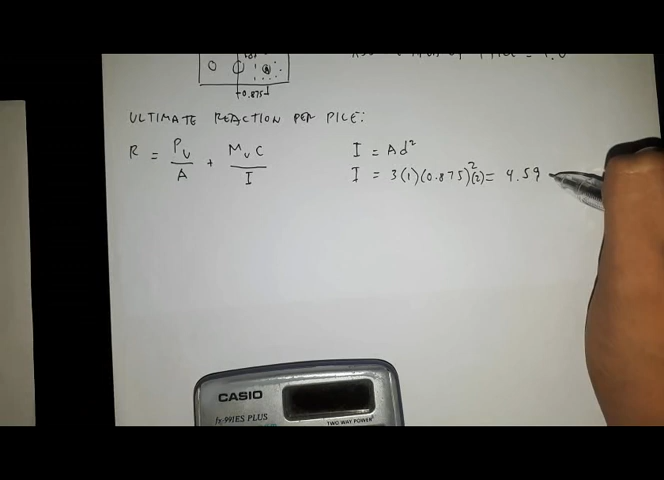 0.875
ULTIMATE REACTION PER PILE:
R = Pu/A + Mu c/I
I = Ad²
I = 3(1)(0.875)²(2) = 4.59
CASIO
fx-991ES PLUS
TWO WAY POWER